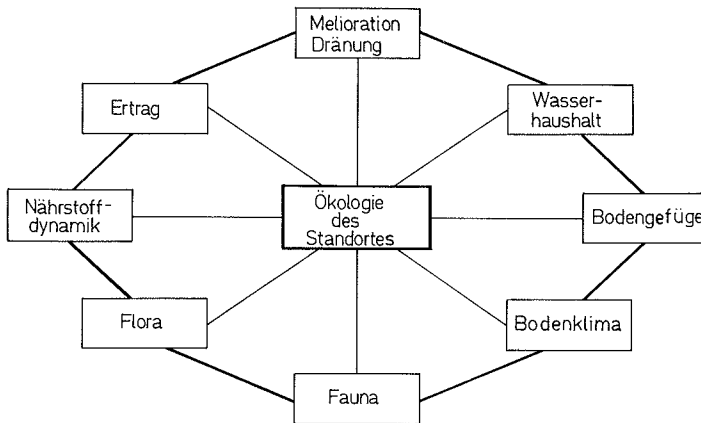 Melioration
Dränung
Ertrag
Wasser-
haushalt
Nährstoff-
dynamik
Ökologie
des
Standortes
Bodengefüge
Flora
Bodenklima
Fauna